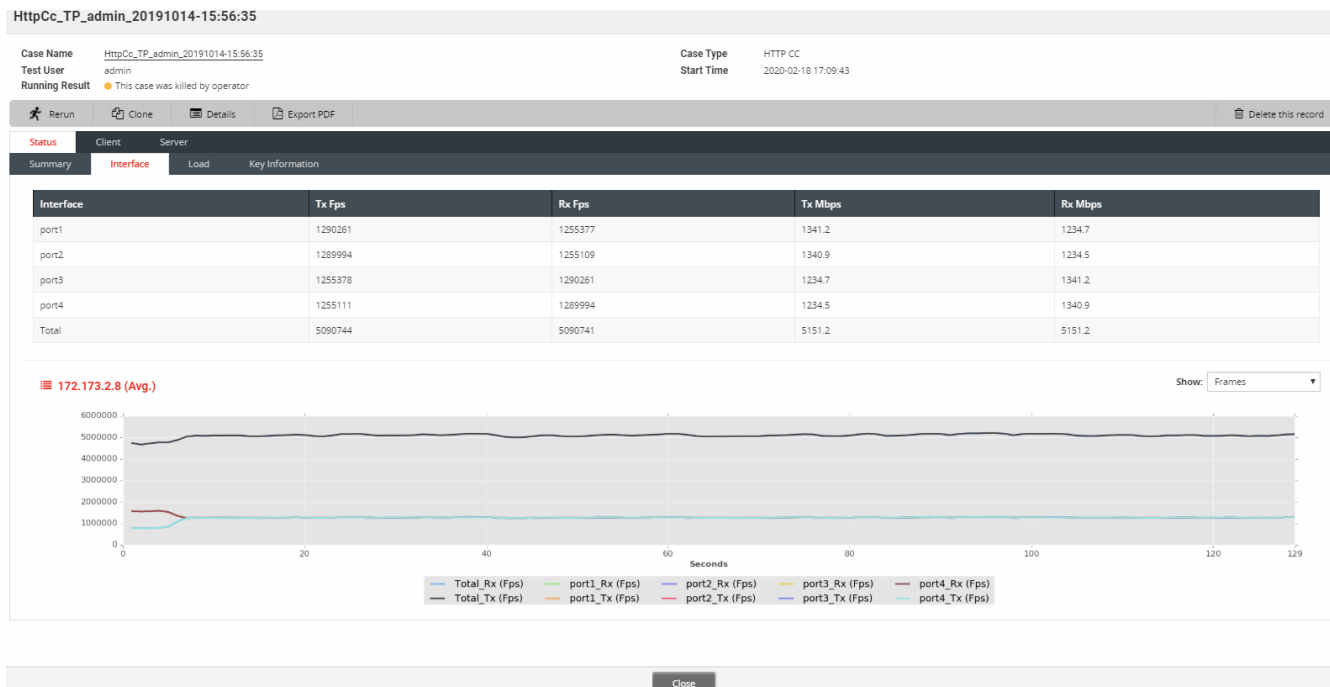 HttpCc_TP_admin_20191014-15:56:35
Case Name HttpCc_TP_admin_20191014-15:56:35 Case Type HTTP CC
Test User admin Start Time 2020-02-18 17:09:43
Running Result This case was killed by operator
Rerun Clone Details Export PDF Delete this record
Status Client Server
Summary Interface Load Key Information
Interface Tx Fps Rx Fps Tx Mbps Rx Mbps
port1 1290261 1255377 1341.2 1234.7
port2 1289994 1255109 1340.9 1234.5
port3 1255378 1290261 1234.7 1341.2
port4 1255111 1289994 1234.5 1340.9
Total 5090744 5090741 5151.2 5151.2
172.173.2.8 (Avg.) Show: Frames
6000000
5000000
4000000
3000000
2000000
1000000
0
0 20 40 60 80 100 120 129
Seconds
Total_Rx (Fps) port1_Rx (Fps) port2_Rx (Fps) port3_Rx (Fps) port4_Rx (Fps)
Total_Tx (Fps) port1_Tx (Fps) port2_Tx (Fps) port3_Tx (Fps) port4_Tx (Fps)
Close